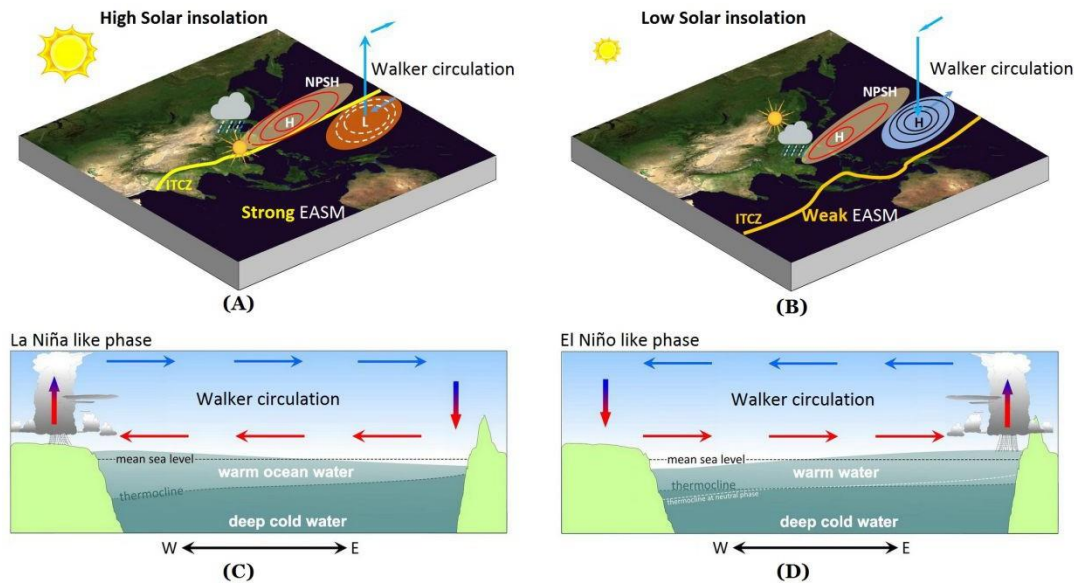 High Solar insolation
Walker circulation
NPSH
H
L
ITCZ
Strong EASM
(A)
Low Solar insolation
Walker circulation
NPSH
H
H
ITCZ
Weak EASM
(B)
La Niña like phase
Walker circulation
mean sea level
warm ocean water
thermocline
deep cold water
W E
(C)
El Niño like phase
Walker circulation
mean sea level
warm water
thermocline
thermocline at neutral phase
deep cold water
W E
(D)